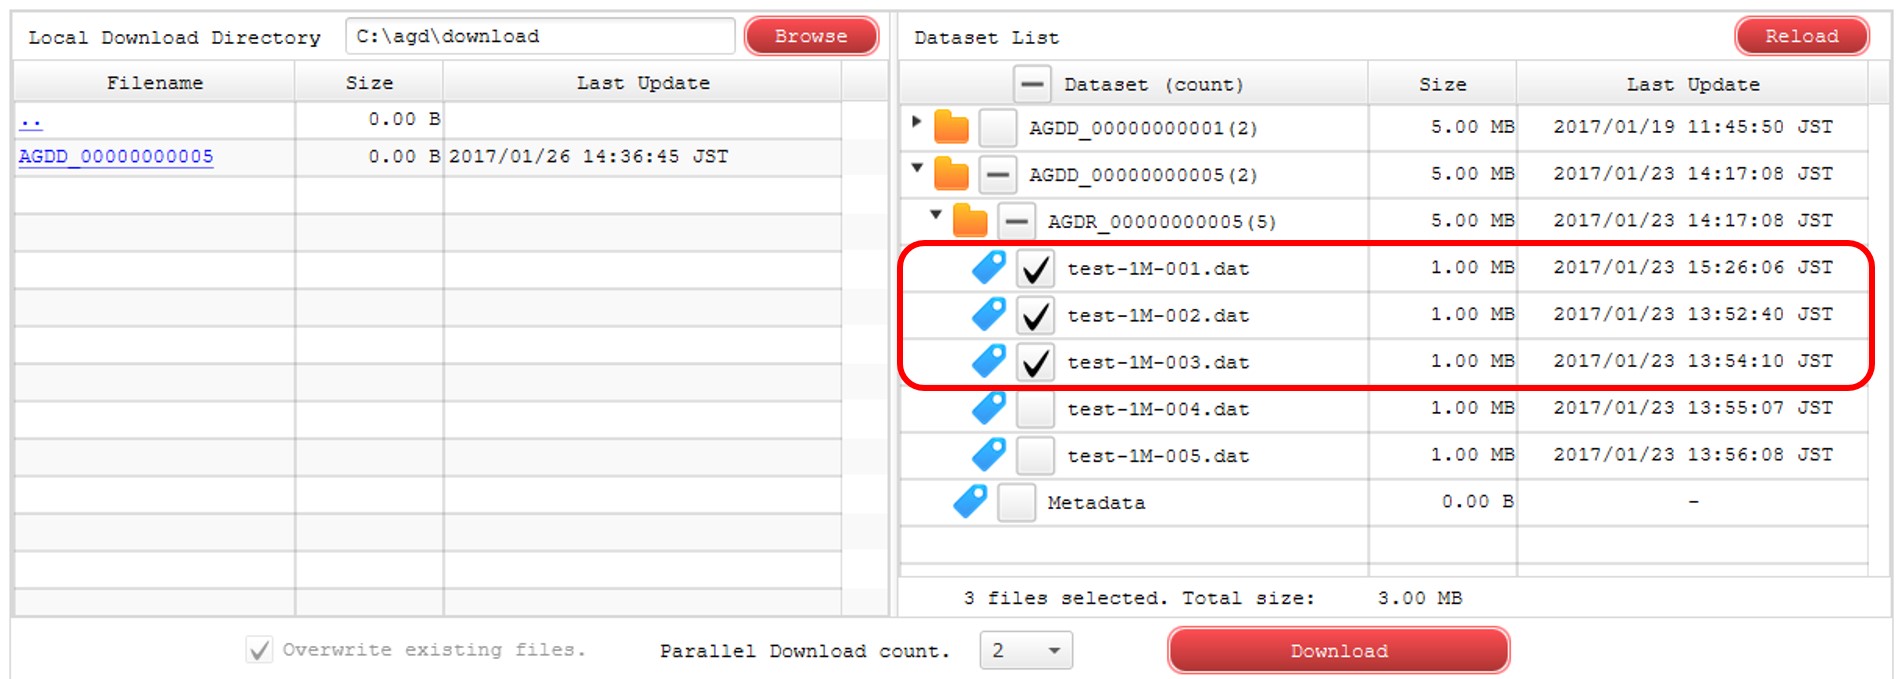 Local Download Directory C:\agd\download Browse
Filename Size Last Update
.. 0.00 B
AGDD_00000000005 0.00 B 2017/01/26 14:36:45 JST
Dataset List Reload
Dataset (count) Size Last Update
AGDD_00000000001(2) 5.00 MB 2017/01/19 11:45:50 JST
AGDD_00000000005(2) 5.00 MB 2017/01/23 14:17:08 JST
AGDR_00000000005(5) 5.00 MB 2017/01/23 14:17:08 JST
test-1M-001.dat 1.00 MB 2017/01/23 15:26:06 JST
test-1M-002.dat 1.00 MB 2017/01/23 13:52:40 JST
test-1M-003.dat 1.00 MB 2017/01/23 13:54:10 JST
test-1M-004.dat 1.00 MB 2017/01/23 13:55:07 JST
test-1M-005.dat 1.00 MB 2017/01/23 13:56:08 JST
Metadata 0.00 B -
3 files selected. Total size: 3.00 MB
Overwrite existing files. Parallel Download count. 2 Download